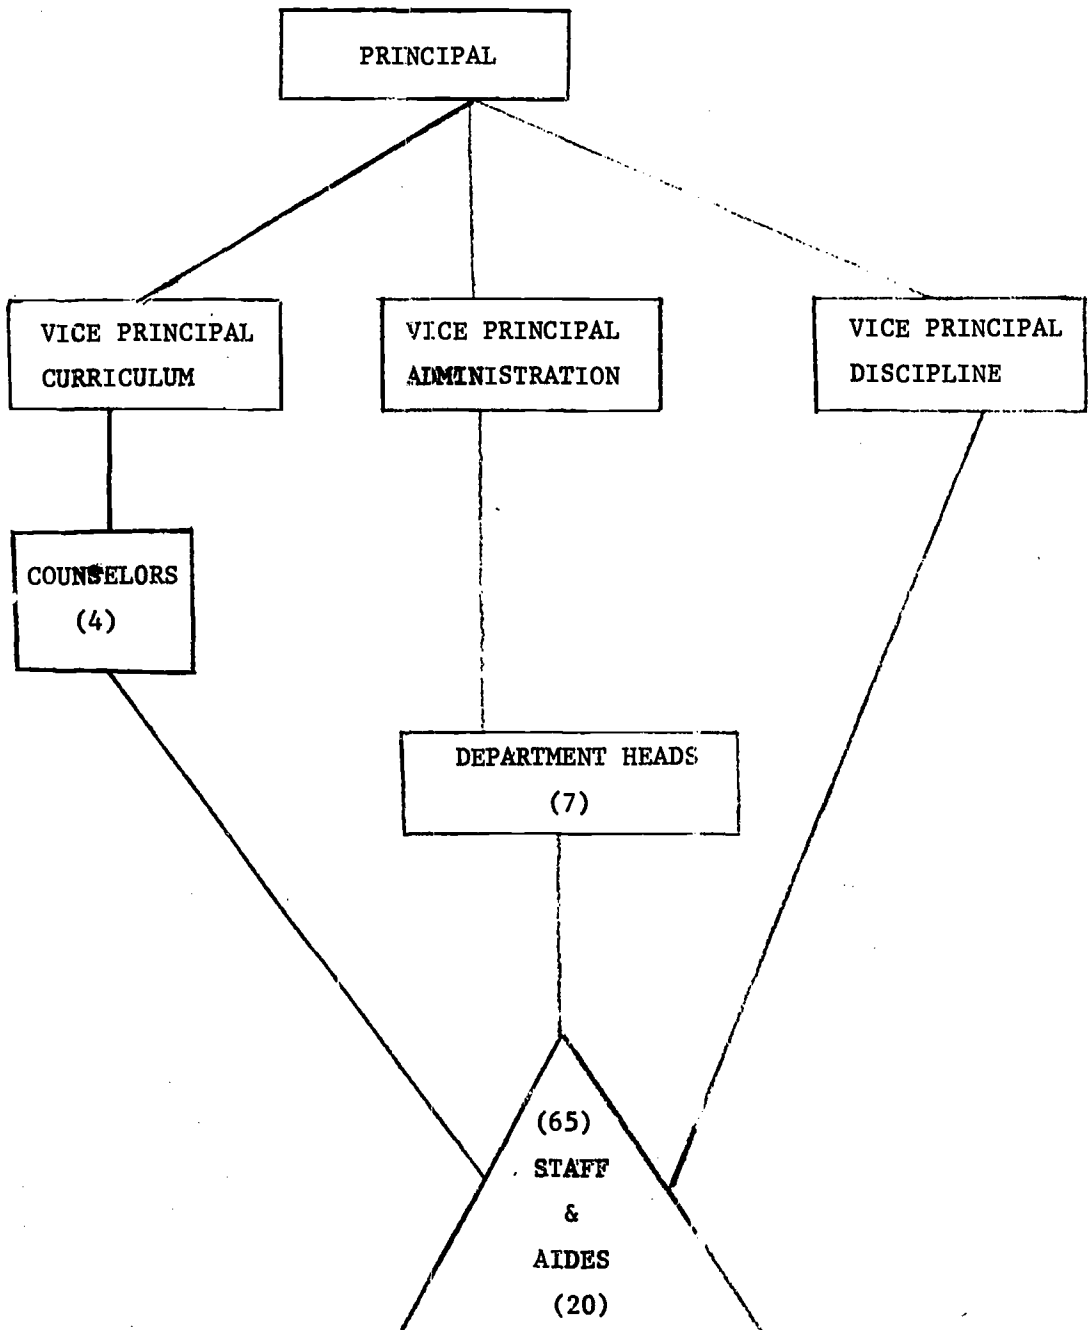 PRINCIPAL
VICE PRINCIPAL
CURRICULUM
VICE PRINCIPAL
ADMINISTRATION
VICE PRINCIPAL
DISCIPLINE
COUNSELORS
(4)
DEPARTMENT HEADS
(7)
(65)
STAFF
&
AIDES
(20)